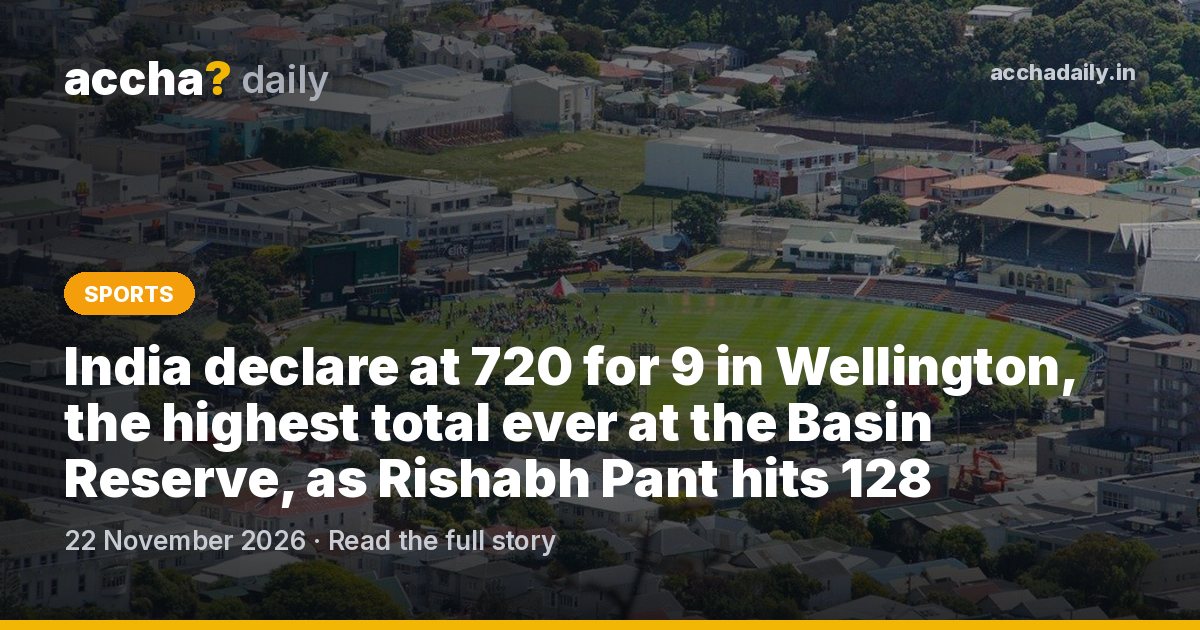 accha? daily
acchadaily.in
SPORTS
India declare at 720 for 9 in Wellington,
the highest total ever at the Basin
Reserve, as Rishabh Pant hits 128
22 November 2026 · Read the full story